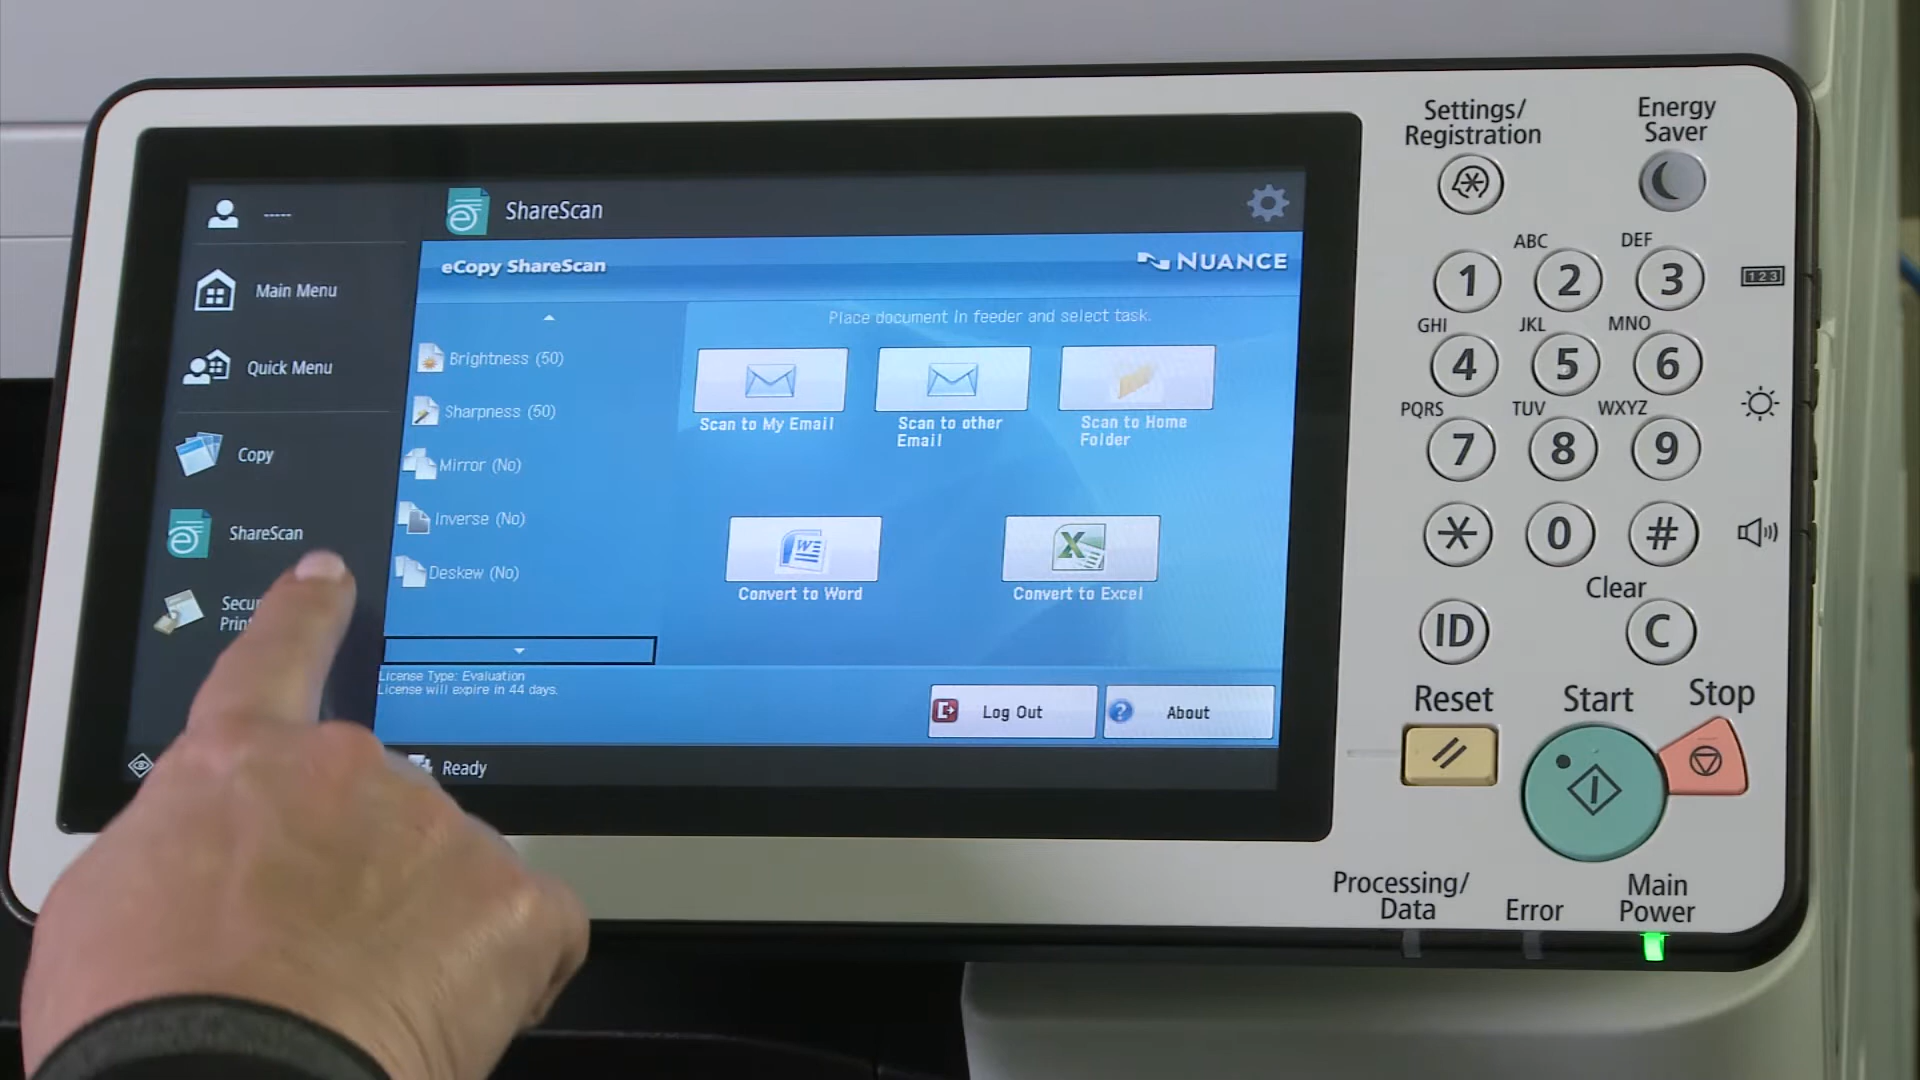 -----
Main Menu
Quick Menu
Copy
ShareScan
ShareScan
eCopy ShareScan
NUANCE
Place document in feeder and select task.
Brightness (50)
Sharpness (50)
Mirror (No)
Inverse (No)
Deskew (No)
Scan to My Email
Scan to other
Email
Scan to Home
Folder
Convert to Word
Convert to Excel
License Type: Evaluation
License will expire in 44 days.
Log Out
About
Ready
Settings/
Registration
Energy
Saver
ABC
DEF
1
2
3
123
GHI
JKL
MNO
4
5
6
PQRS
TUV
WXYZ
7
8
9
*
0
#
Clear
ID
C
Reset
Start
Stop
Processing/
Data
Error
Main
Power